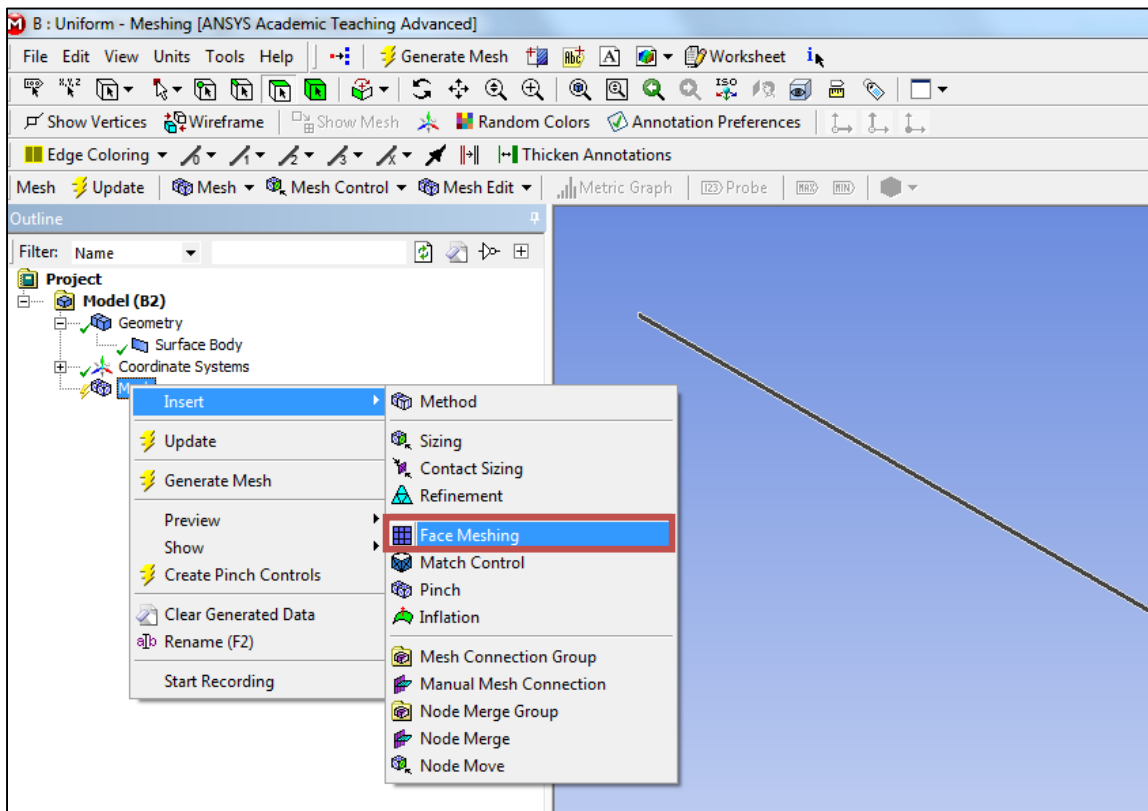 B : Uniform - Meshing [ANSYS Academic Teaching Advanced]
File Edit View Units Tools Help Generate Mesh Abc A Worksheet i
Show Vertices Wireframe Show Mesh Random Colors Annotation Preferences
Edge Coloring Thicken Annotations
Mesh Update Mesh Mesh Control Mesh Edit Metric Graph Probe MAX MIN
Outline
Filter: Name
Project
Model (B2)
Geometry
Surface Body
Coordinate Systems
Insert
Update
Generate Mesh
Preview
Show
Create Pinch Controls
Clear Generated Data
Rename (F2)
Start Recording
Method
Sizing
Contact Sizing
Refinement
Face Meshing
Match Control
Pinch
Inflation
Mesh Connection Group
Manual Mesh Connection
Node Merge Group
Node Merge
Node Move